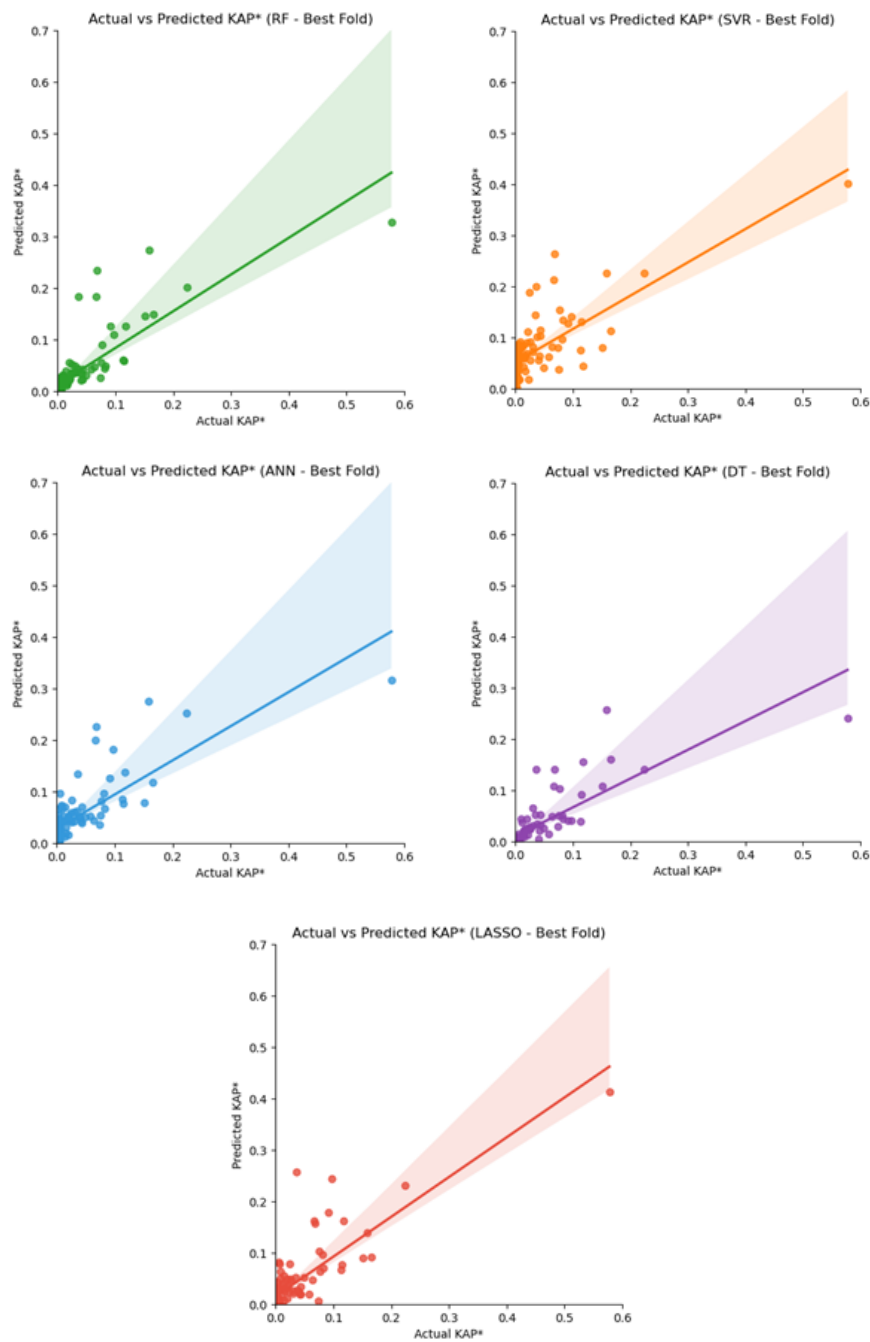 Actual vs Predicted KAP* (RF - Best Fold)
0.7
0.6
0.5
0.4
0.3
0.2
0.1
0.0
Predicted KAP*
0.0 0.1 0.2 0.3 0.4 0.5 0.6
Actual KAP*
Actual vs Predicted KAP* (SVR - Best Fold)
0.7
0.6
0.5
0.4
0.3
0.2
0.1
0.0
Predicted KAP*
0.0 0.1 0.2 0.3 0.4 0.5 0.6
Actual KAP*
Actual vs Predicted KAP* (ANN - Best Fold)
0.7
0.6
0.5
0.4
0.3
0.2
0.1
0.0
Predicted KAP*
0.0 0.1 0.2 0.3 0.4 0.5 0.6
Actual KAP*
Actual vs Predicted KAP* (DT - Best Fold)
0.7
0.6
0.5
0.4
0.3
0.2
0.1
0.0
Predicted KAP*
0.0 0.1 0.2 0.3 0.4 0.5 0.6
Actual KAP*
Actual vs Predicted KAP* (LASSO - Best Fold)
0.7
0.6
0.5
0.4
0.3
0.2
0.1
0.0
Predicted KAP*
0.0 0.1 0.2 0.3 0.4 0.5 0.6
Actual KAP*